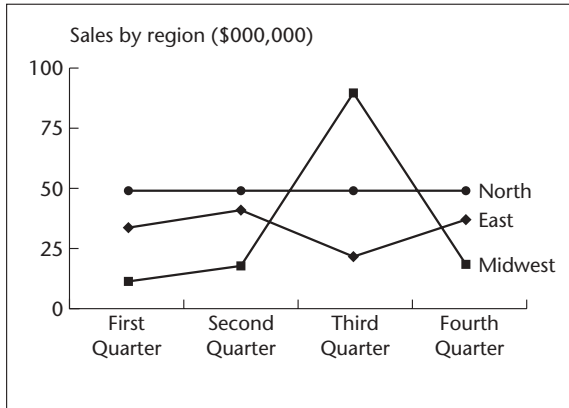 Sales by region ($000,000)
100
75
50
25
0
North
East
Midwest
First Quarter
Second Quarter
Third Quarter
Fourth Quarter